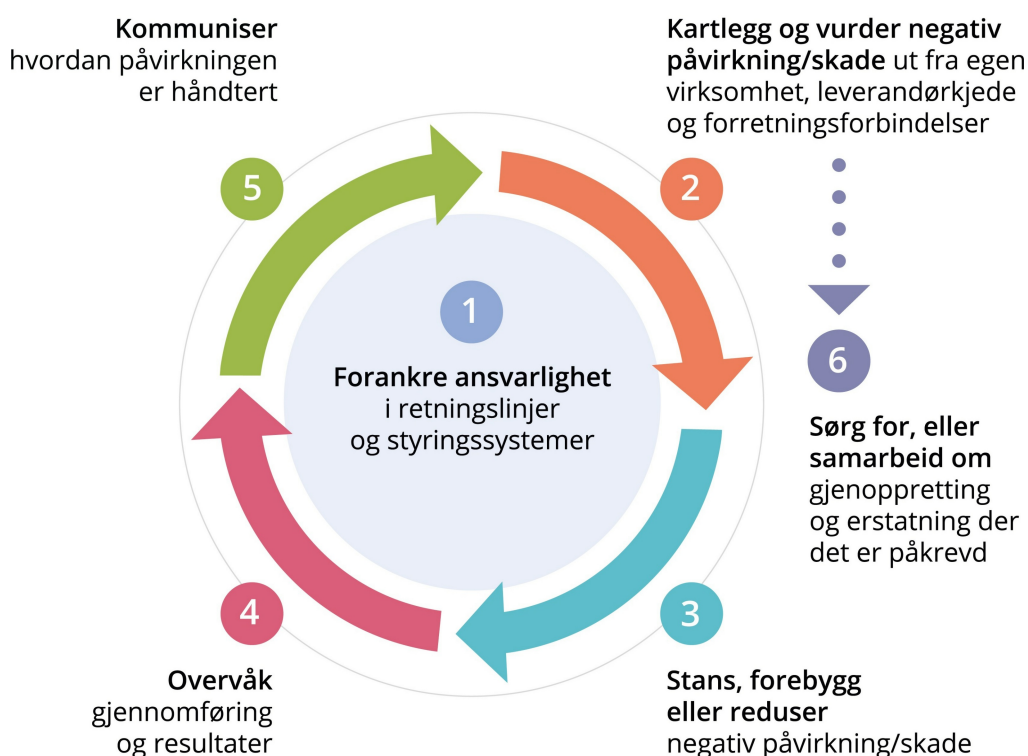 Kommuniser
hvordan påvirkningen
er håndtert
5
Kartlegg og vurder negativ
påvirkning/skade ut fra egen
virksomhet, leverandørkjede
og forretningsforbindelser
2
1
Forankre ansvarlighet
i retningslinjer
og styringssystemer
6
Sørg for, eller
samarbeid om
gjenoppretting
og erstatning der
det er påkrevd
4
Overvåk
gjennomføring
og resultater
3
Stans, forebygg
eller reduser
negativ påvirkning/skade